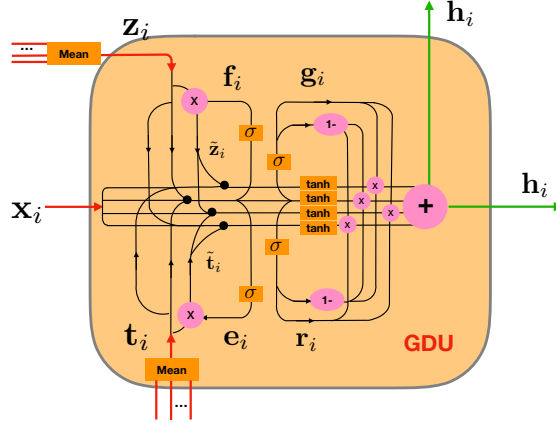 ... Mean z_i h_i
f_i g_i
X 1-
σ
σ
z̃_i
x_i tanh x h_i
tanh x +
tanh x
tanh x
σ
t̃_i
σ
X 1-
t_i e_i r_i GDU
Mean
...